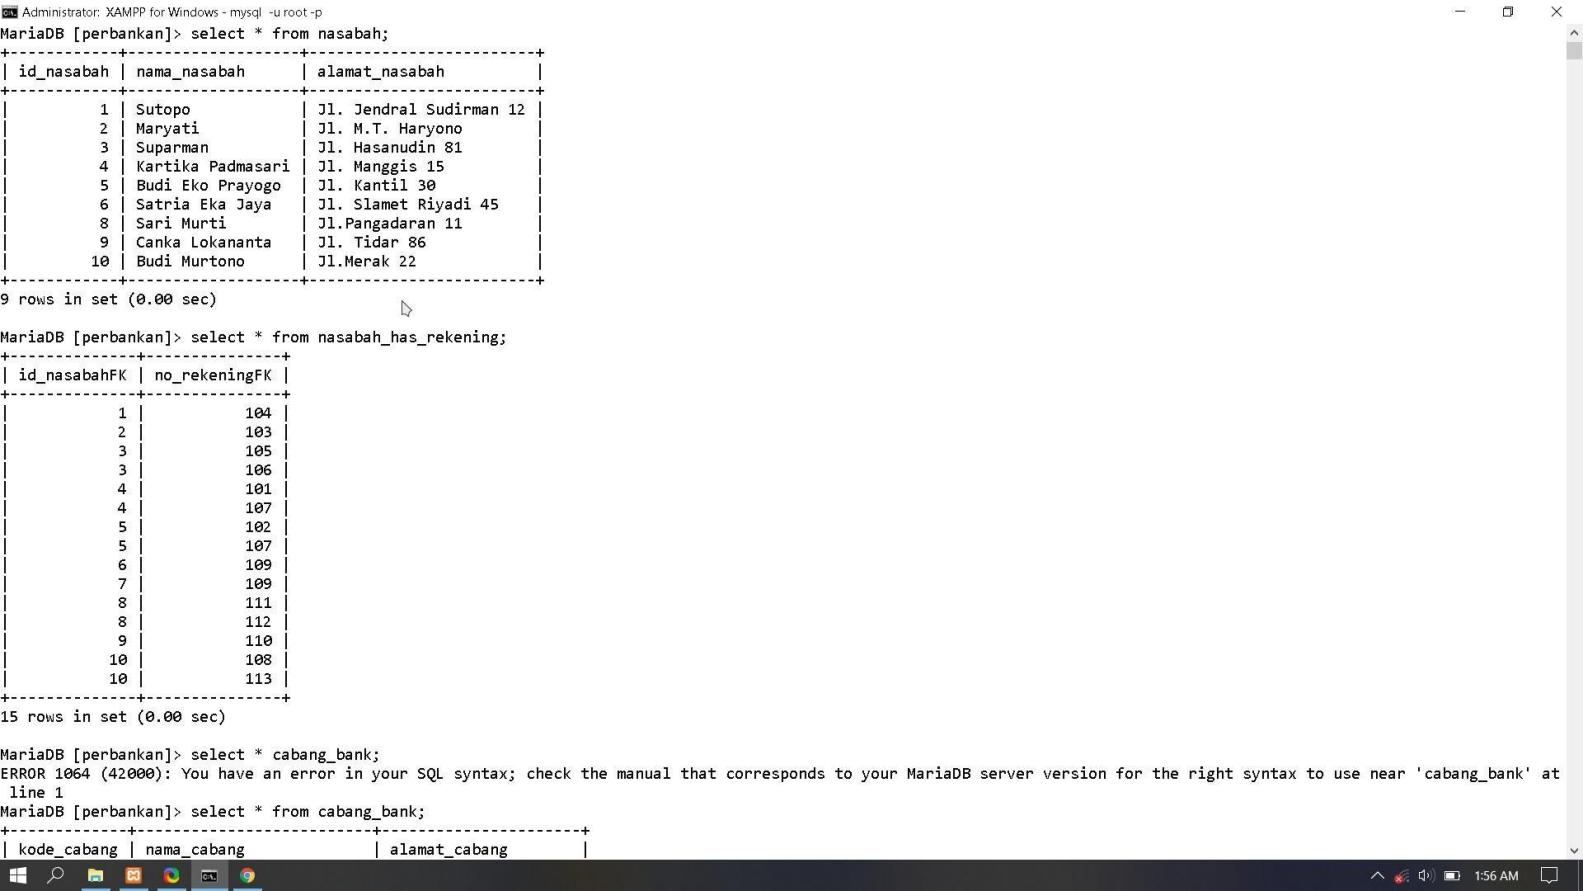 Administrator: XAMPP for Windows - mysql -u root -p
MariaDB [perbankan]> select * from nasabah;
+------------+-------------------+-------------------------+
| id_nasabah | nama_nasabah      | alamat_nasabah          |
+------------+-------------------+-------------------------+
|          1 | Sutopo            | Jl. Jendral Sudirman 12 |
|          2 | Maryati           | Jl. M.T. Haryono        |
|          3 | Suparman          | Jl. Hasanudin 81        |
|          4 | Kartika Padmasari | Jl. Manggis 15          |
|          5 | Budi Eko Prayogo  | Jl. Kantil 30           |
|          6 | Satria Eka Jaya   | Jl. Slamet Riyadi 45    |
|          8 | Sari Murti        | Jl.Pangadaran 11        |
|          9 | Canka Lokananta   | Jl. Tidar 86            |
|         10 | Budi Murtono      | Jl.Merak 22             |
+------------+-------------------+-------------------------+
9 rows in set (0.00 sec)
MariaDB [perbankan]> select * from nasabah_has_rekening;
+--------------+---------------+
| id_nasabahFK | no_rekeningFK |
+--------------+---------------+
|            1 |           104 |
|            2 |           103 |
|            3 |           105 |
|            3 |           106 |
|            4 |           101 |
|            4 |           107 |
|            5 |           102 |
|            5 |           107 |
|            6 |           109 |
|            7 |           109 |
|            8 |           111 |
|            8 |           112 |
|            9 |           110 |
|           10 |           108 |
|           10 |           113 |
+--------------+---------------+
15 rows in set (0.00 sec)
MariaDB [perbankan]> select * cabang_bank;
ERROR 1064 (42000): You have an error in your SQL syntax; check the manual that corresponds to your MariaDB server version for the right syntax to use near 'cabang_bank' at
line 1
MariaDB [perbankan]> select * from cabang_bank;
+-------------+--------------------------+----------------------+
| kode_cabang | nama_cabang              | alamat_cabang        |
1:56 AM